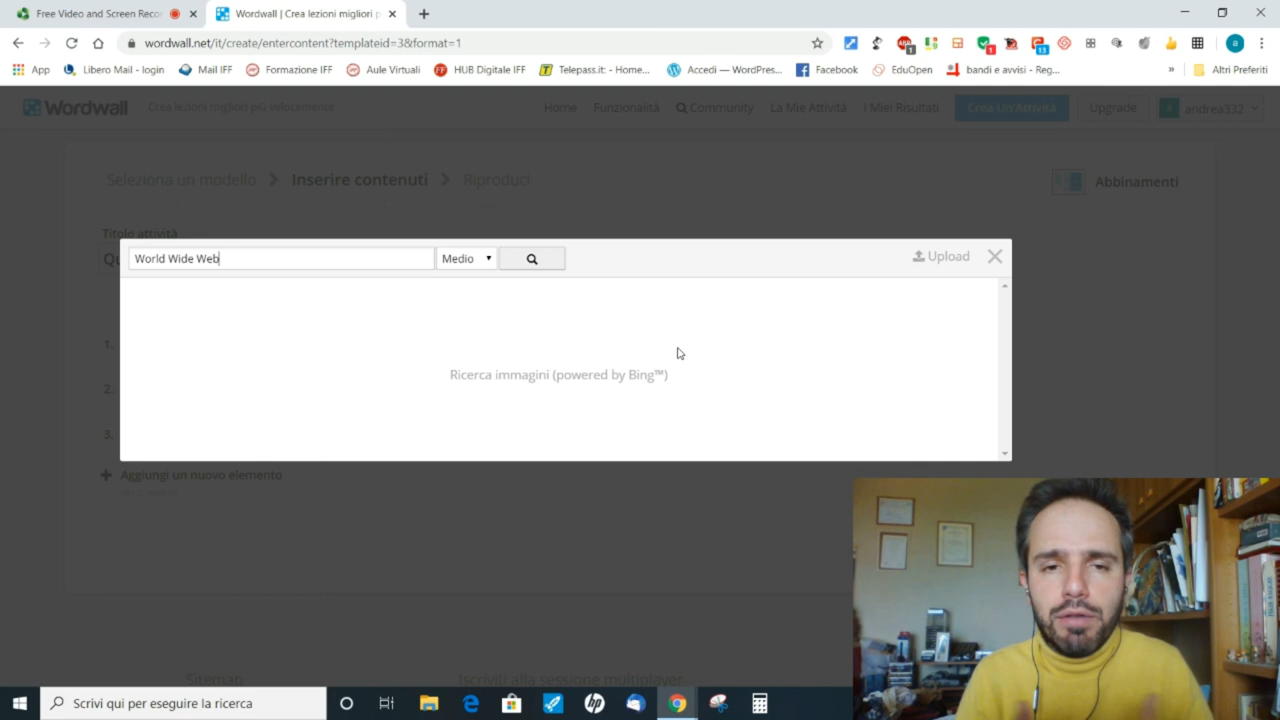 Free Video and Screen Recor
Wordwall | Crea lezioni migliori p
wordwall.net/it/create/entercontent?templateid=3&format=1
App
Libero Mail - login
Mail IFF
Formazione IFF
Aule Virtuali
HUB Digitale IFF
Telepass.it: - Home...
Accedi — WordPres...
Facebook
EduOpen
bandi e avvisi - Reg...
»
Altri Preferiti
Wordwall
Crea lezioni migliori più velocemente
Home
Funzionalità
Community
La Mie Attività
I Miei Risultati
Crea Un'Attività
Upgrade
andrea332
Seleziona un modello
Inserire contenuti
Riproduci
Abbinamenti
Titolo attività
World Wide Web
Medio
Upload
Ricerca immagini (powered by Bing™)
1.
2.
3.
+ Aggiungi un nuovo elemento
Sitemap
Iscriviti alla sessione multiplayer
Scrivi qui per eseguire la ricerca